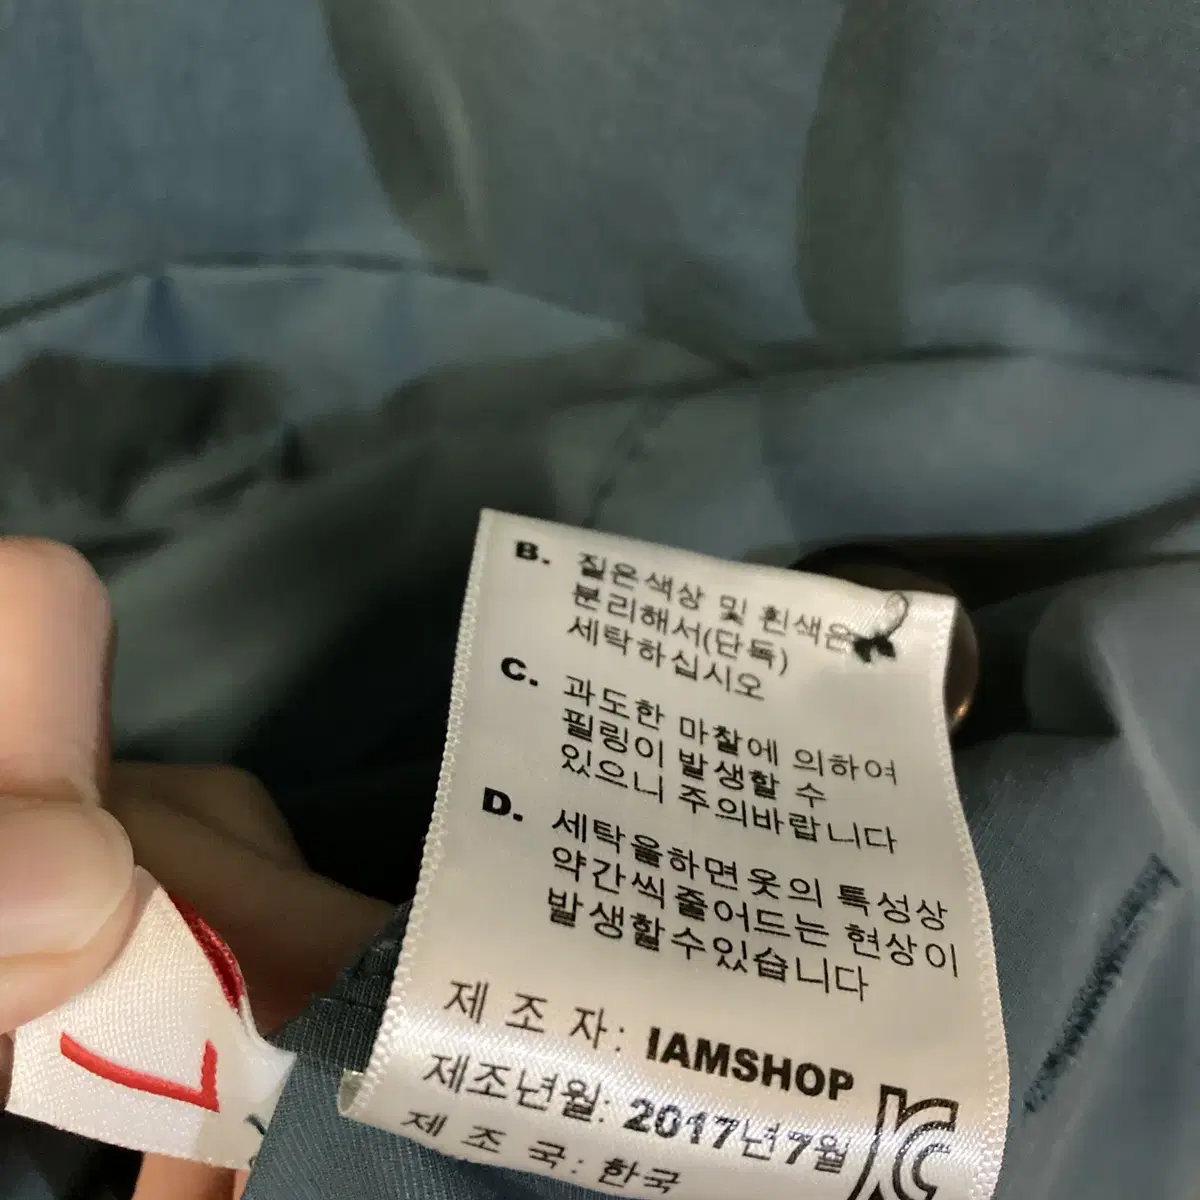 B. 짙은색상 및 흰색은
분리해서(단독)
세탁하십시오
C. 과도한 마찰에 의하여
필링이 발생할 수
있으니 주의바랍니다
D. 세탁을하면옷의 특성상
약간씩줄어드는 현상이
발생할수있습니다
제 조 자: IAMSHOP
제조년월: 2017년7월
제 조 국: 한국